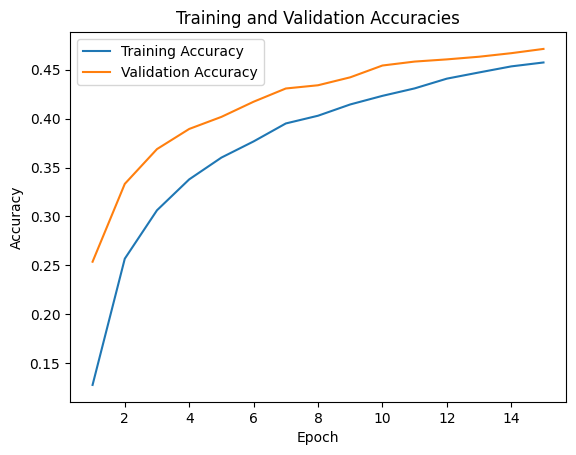 Training and Validation Accuracies
Training Accuracy
Validation Accuracy
Accuracy
0.45
0.40
0.35
0.30
0.25
0.20
0.15
2 4 6 8 10 12 14
Epoch